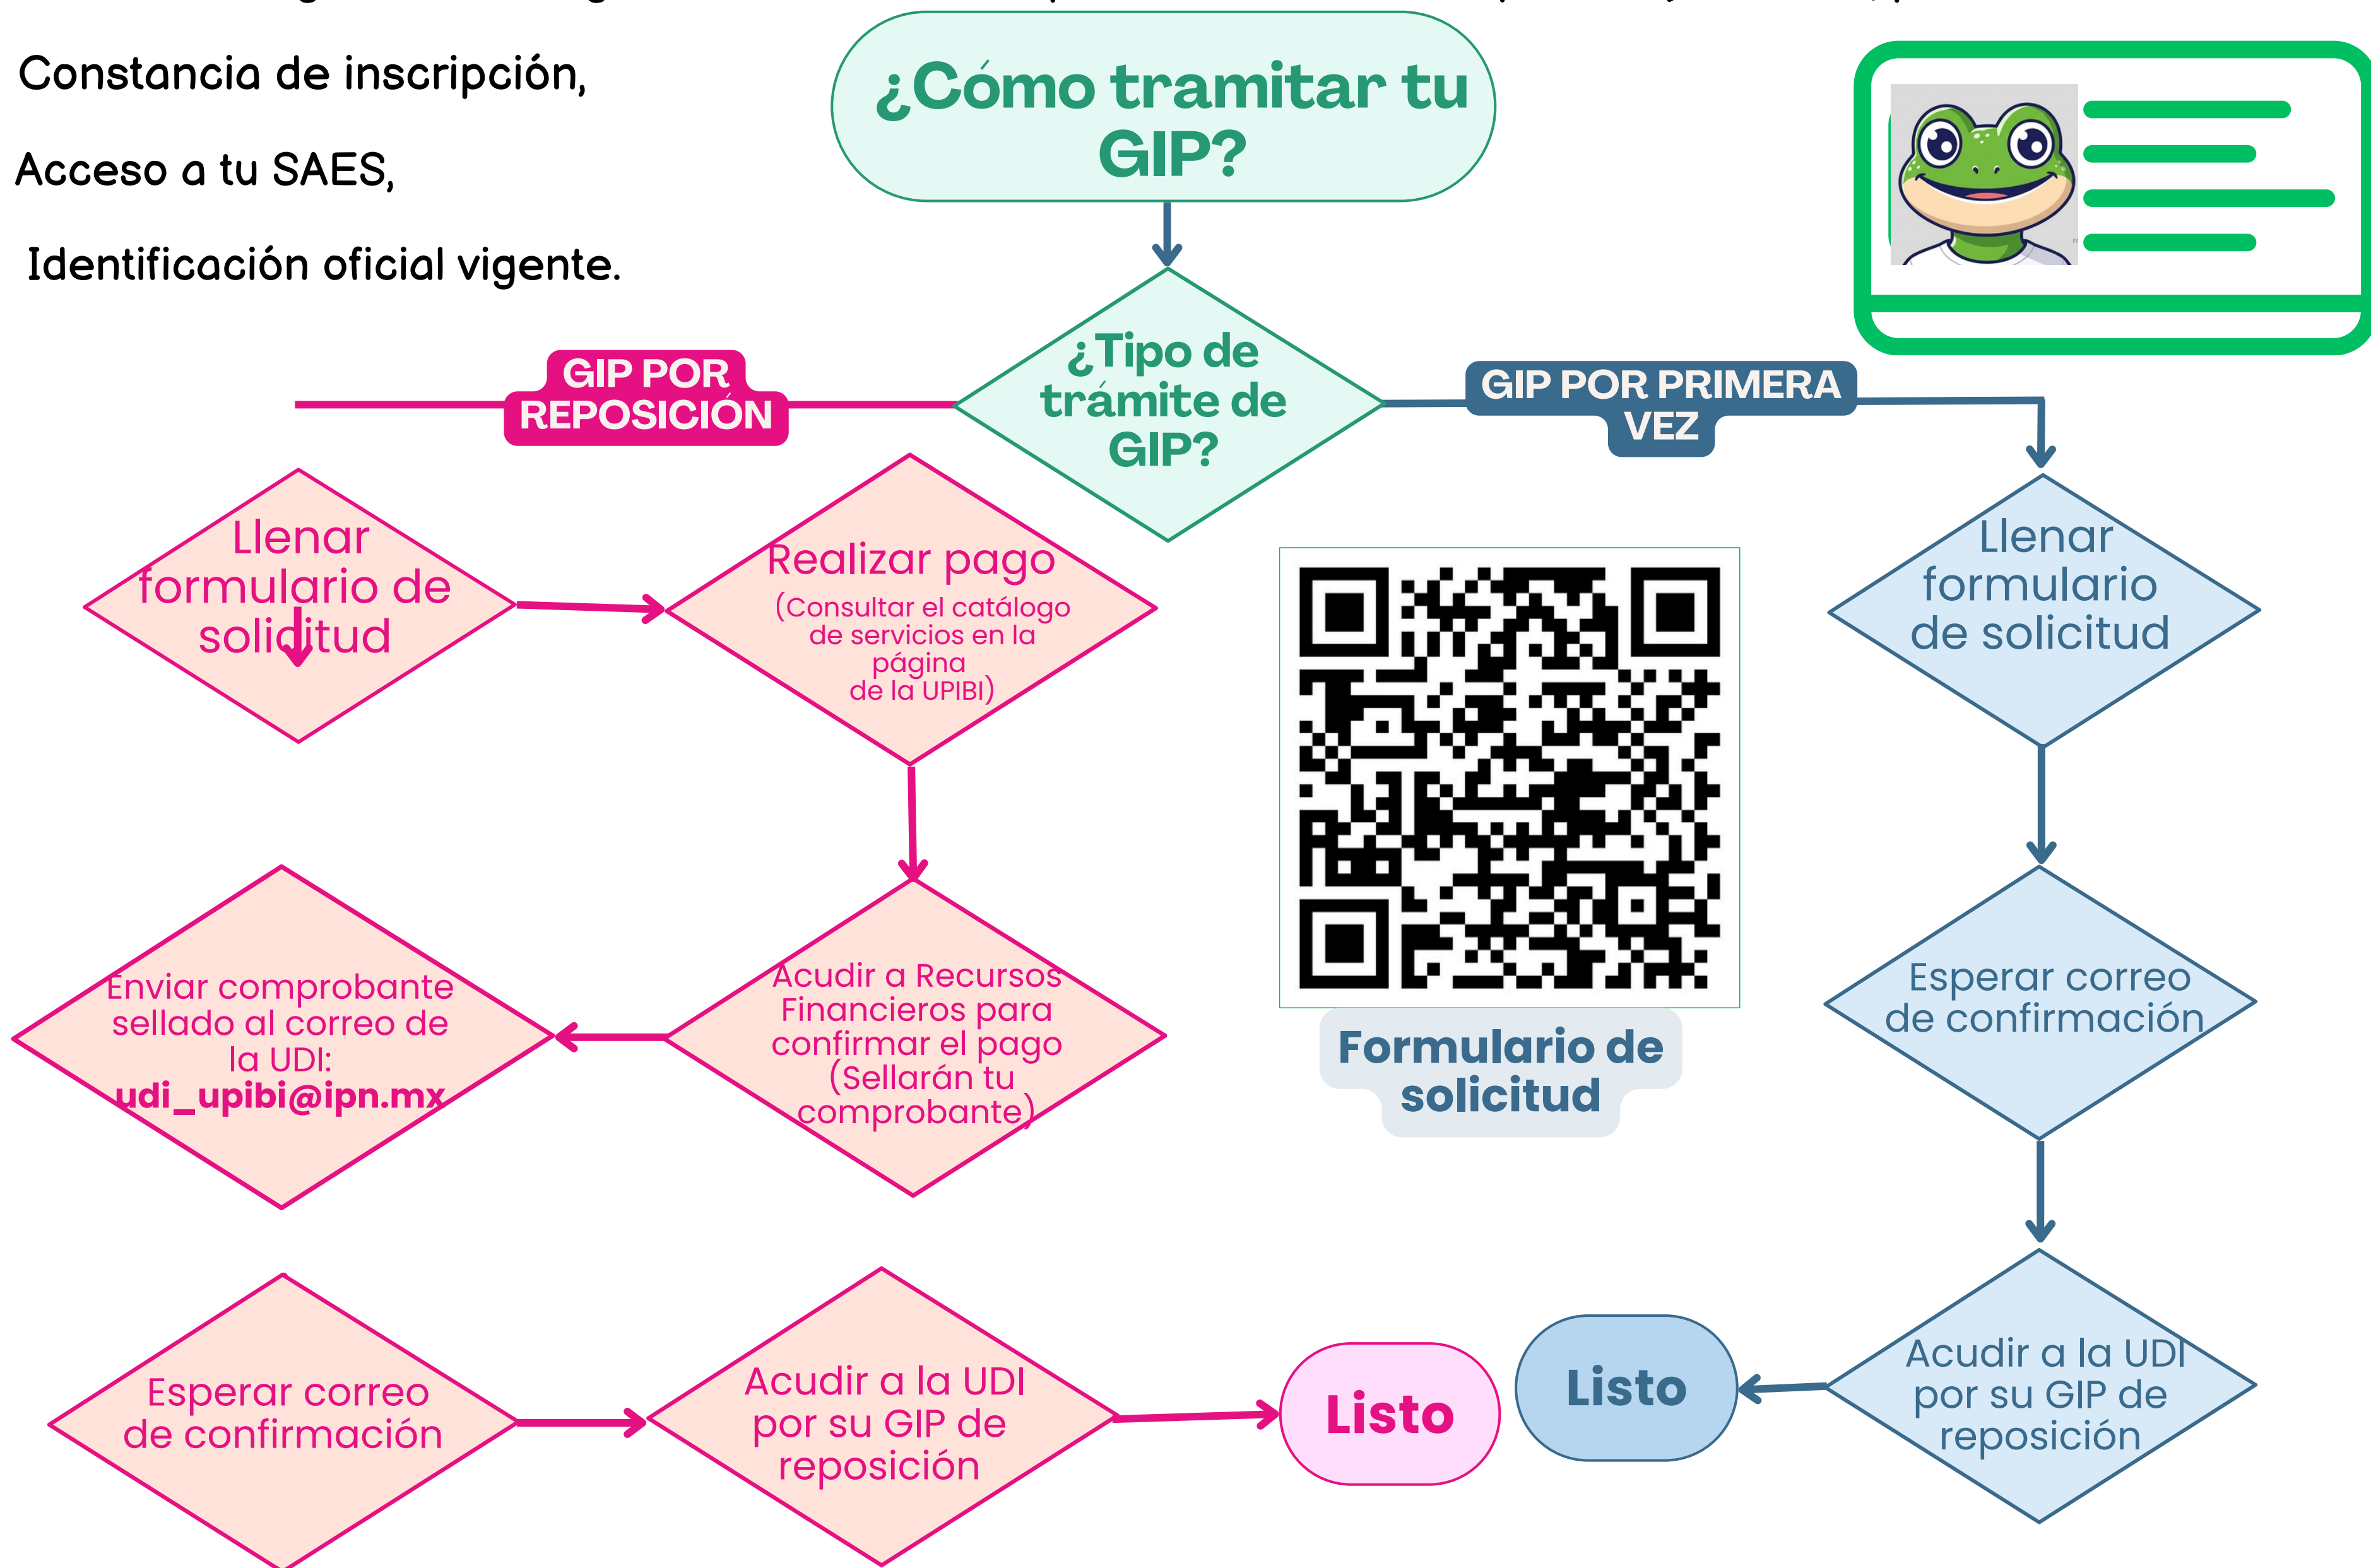 Constancia de inscripción,
Acceso a tu SAES,
Identificación oficial vigente.
¿Cómo tramitar tu
GIP?
¿Tipo de
trámite de
GIP?
GIP POR
REPOSICIÓN
GIP POR PRIMERA
VEZ
Llenar
formulario de
solicitud
Realizar pago
(Consultar el catálogo
de servicios en la
página
de la UPIBI)
Acudir a Recursos
Financieros para
confirmar el pago
(Sellarán tu
comprobante)
Enviar comprobante
sellado al correo de
la UDI:
udi_upibi@ipn.mx
Esperar correo
de confirmación
Acudir a la UDI
por su GIP de
reposición
Listo
Formulario de
solicitud
Llenar
formulario
de solicitud
Esperar correo
de confirmación
Acudir a la UDI
por su GIP de
reposición
Listo